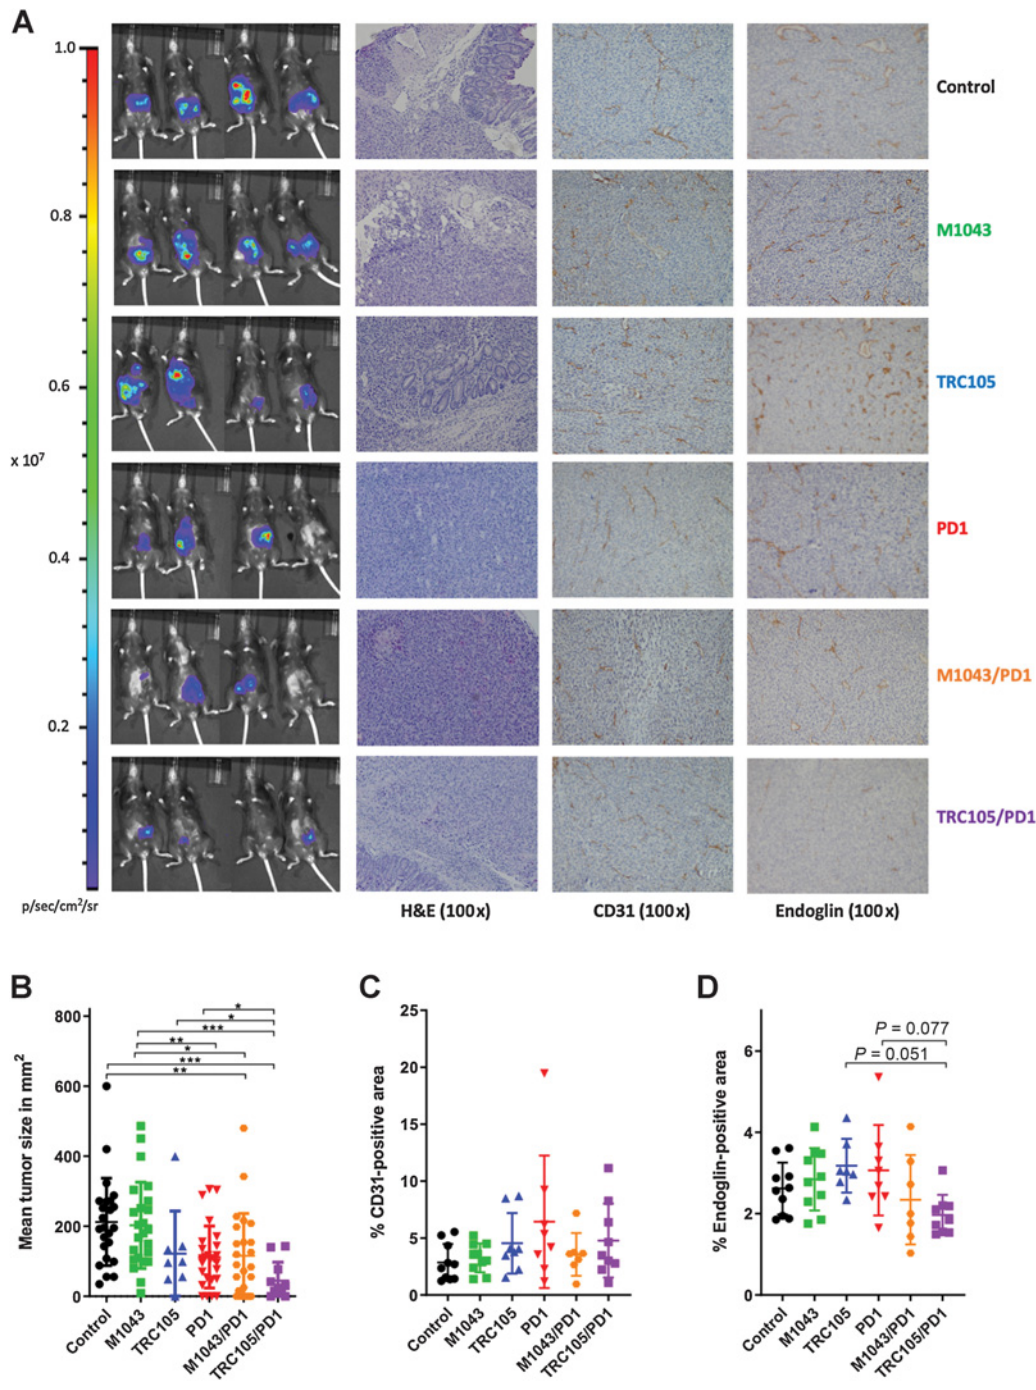 A
1.0
0.8
0.6
x 10⁷
0.4
0.2
p/sec/cm²/sr
Control
M1043
TRC105
PD1
M1043/PD1
TRC105/PD1
H&E (100x)
CD31 (100x)
Endoglin (100x)
B
Mean tumor size in mm²
800
600
400
200
0
*
*
***
**
*
***
**
Control
M1043
TRC105
PD1
M1043/PD1
TRC105/PD1
C
% CD31-positive area
25
20
15
10
5
0
Control
M1043
TRC105
PD1
M1043/PD1
TRC105/PD1
D
% Endoglin-positive area
6
4
2
0
P = 0.077
P = 0.051
Control
M1043
TRC105
PD1
M1043/PD1
TRC105/PD1